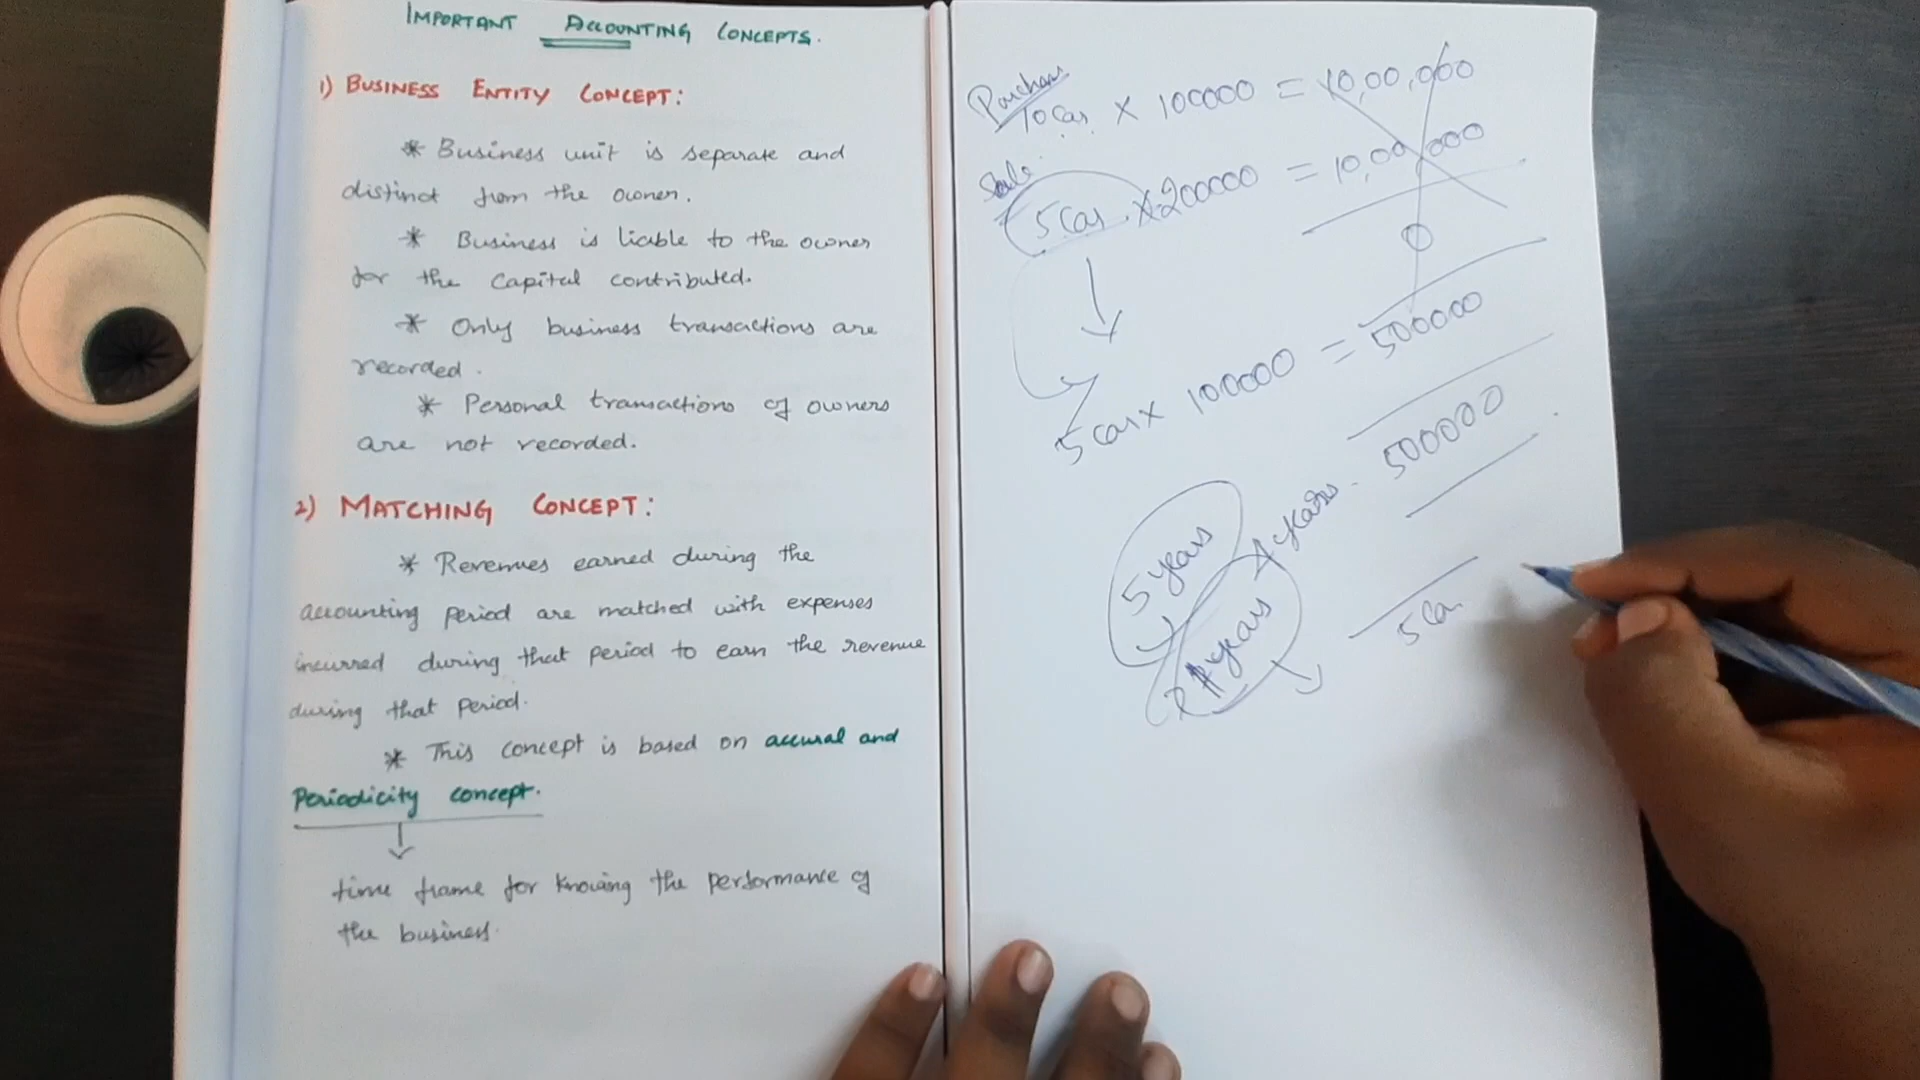 IMPORTANT ACCOUNTING CONCEPTS.
1) BUSINESS ENTITY CONCEPT:
* Business unit is separate and
distinct from the owner.
* Business is liable to the owner
for the capital contributed.
* Only business transactions are
recorded.
* Personal transactions of owners
are not recorded.
2) MATCHING CONCEPT:
* Revenues earned during the
accounting period are matched with expenses
incurred during that period to earn the revenue
during that period.
* This concept is based on accural and
Periodicity concept.
time frame for knowing the performance of
the business.
Purchase
10 Car X 100000 = 10,00,000
Sale.
5 Car X 200000 = 10,00,000
0
5 car x 100000 = 500000
500000
5 years
years
5 Car